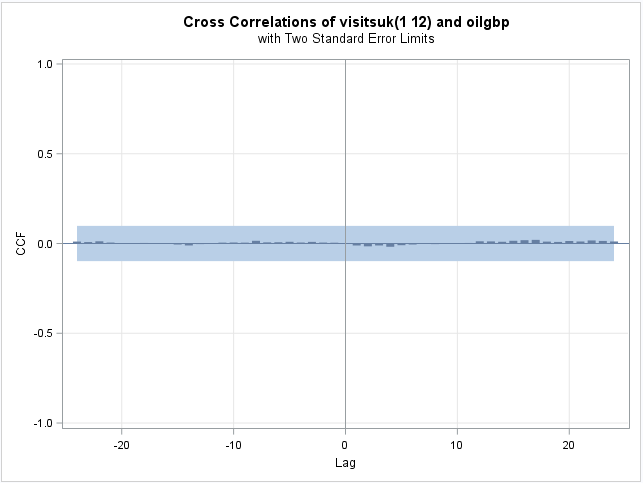 Cross Correlations of visitsuk(1 12) and oilgbp
with Two Standard Error Limits
1.0
0.5
0.0
-0.5
-1.0
CCF
-20
-10
0
10
20
Lag